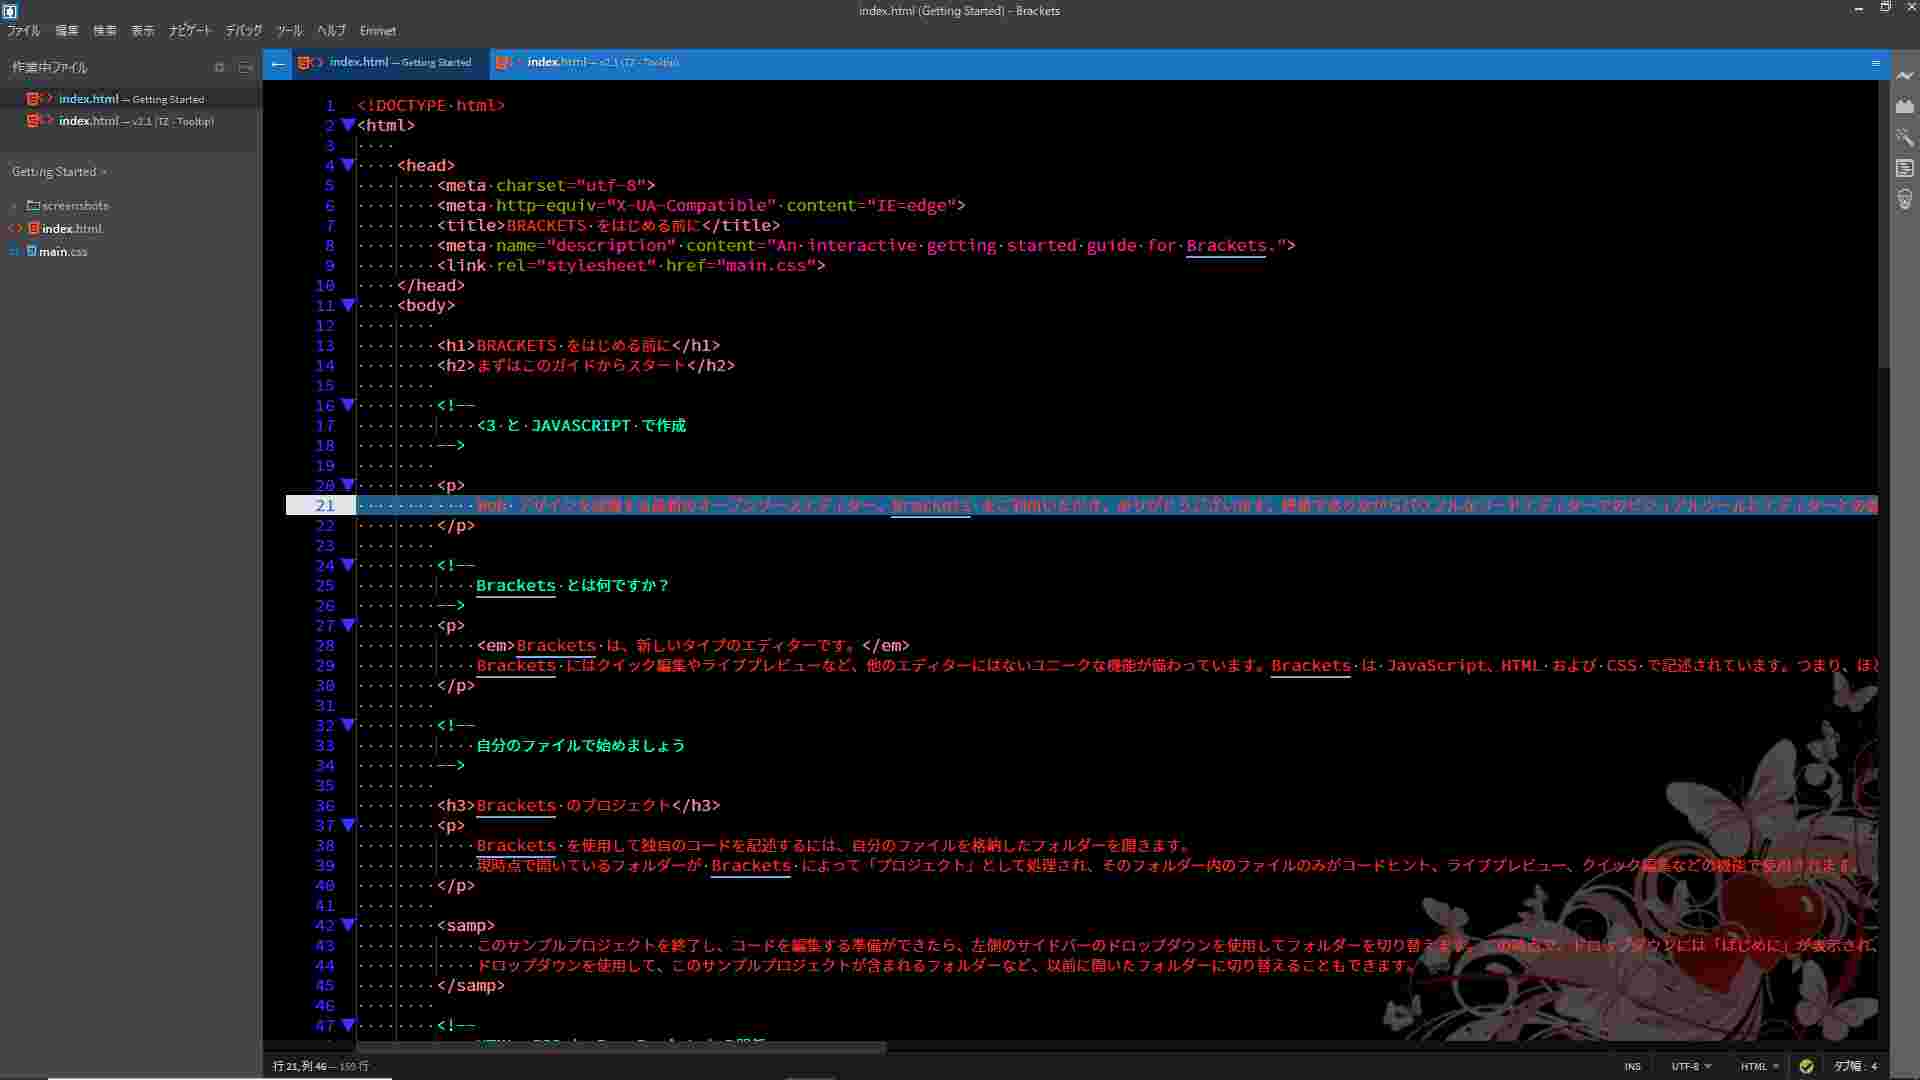 index.html (Getting Started) - Brackets
ファイル 編集 検索 表示 ナビゲート デバッグ ツール ヘルプ Emmet
作業中ファイル
index.html — Getting Started
index.html — v2.1 (TZ - Tooltip)
Getting Started
screenshots
index.html
main.css
index.html — Getting Started
index.html — v2.1 (TZ - Tooltip)
1 <!DOCTYPE html>
2 <html>
3
4 <head>
5 <meta charset="utf-8">
6 <meta http-equiv="X-UA-Compatible" content="IE=edge">
7 <title>BRACKETS をはじめる前に</title>
8 <meta name="description" content="An interactive getting started guide for Brackets.">
9 <link rel="stylesheet" href="main.css">
10 </head>
11 <body>
12
13 <h1>BRACKETS をはじめる前に</h1>
14 <h2>まずはこのガイドからスタート</h2>
15
16 <!--
17 <3 と JAVASCRIPT で作成
18 -->
19
20 <p>
21 Web デザインを認識する最新のオープンソースエディター、Brackets をご利用いただき、ありがとうございます。軽量でありながらパワフルなコードエディターでのビジュアルツールとエディターとの
22 </p>
23
24 <!--
25 Brackets とは何ですか？
26 -->
27 <p>
28 <em>Brackets は、新しいタイプのエディターです。</em>
29 Brackets にはクイック編集やライブプレビューなど、他のエディターにはないユニークな機能が備わっています。Brackets は JavaScript、HTML および CSS で記述されています。つまり、ほと
30 </p>
31
32 <!--
33 自分のファイルで始めましょう
34 -->
35
36 <h3>Brackets のプロジェクト</h3>
37 <p>
38 Brackets を使用して独自のコードを記述するには、自分のファイルを格納したフォルダーを開きます。
39 現時点で開いているフォルダーが Brackets によって「プロジェクト」として処理され、そのフォルダー内のファイルのみがコードヒント、ライブプレビュー、クイック編集などの機能で使用されます。
40 </p>
41
42 <samp>
43 このサンプルプロジェクトを終了し、コードを編集する準備ができたら、左側のサイドバーのドロップダウンを使用してフォルダーを切り替えます。この時点で、ドロップダウンには「はじめに」が表示され、
44 ドロップダウンを使用して、このサンプルプロジェクトが含まれるフォルダーなど、以前に開いたフォルダーに切り替えることもできます。
45 </samp>
46
47 <!--
行 21, 列 46 — 159 行
INS UTF-8 HTML タブ幅 : 4